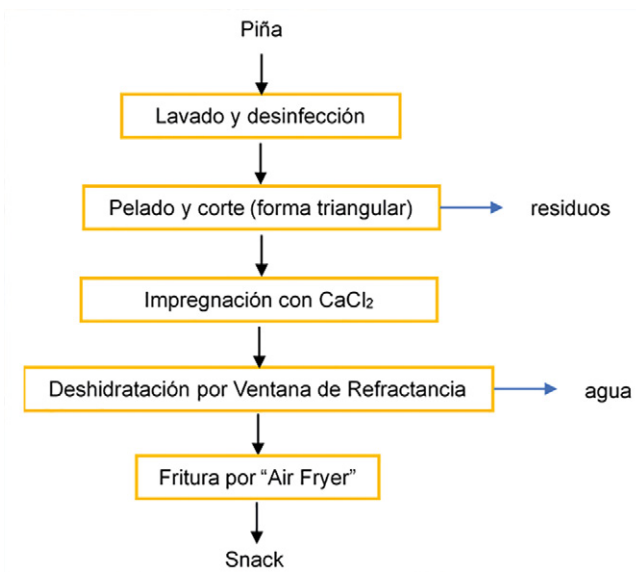 Piña
Lavado y desinfección
Pelado y corte (forma triangular)
residuos
Impregnación con CaCl₂
Deshidratación por Ventana de Refractancia
agua
Fritura por “Air Fryer”
Snack